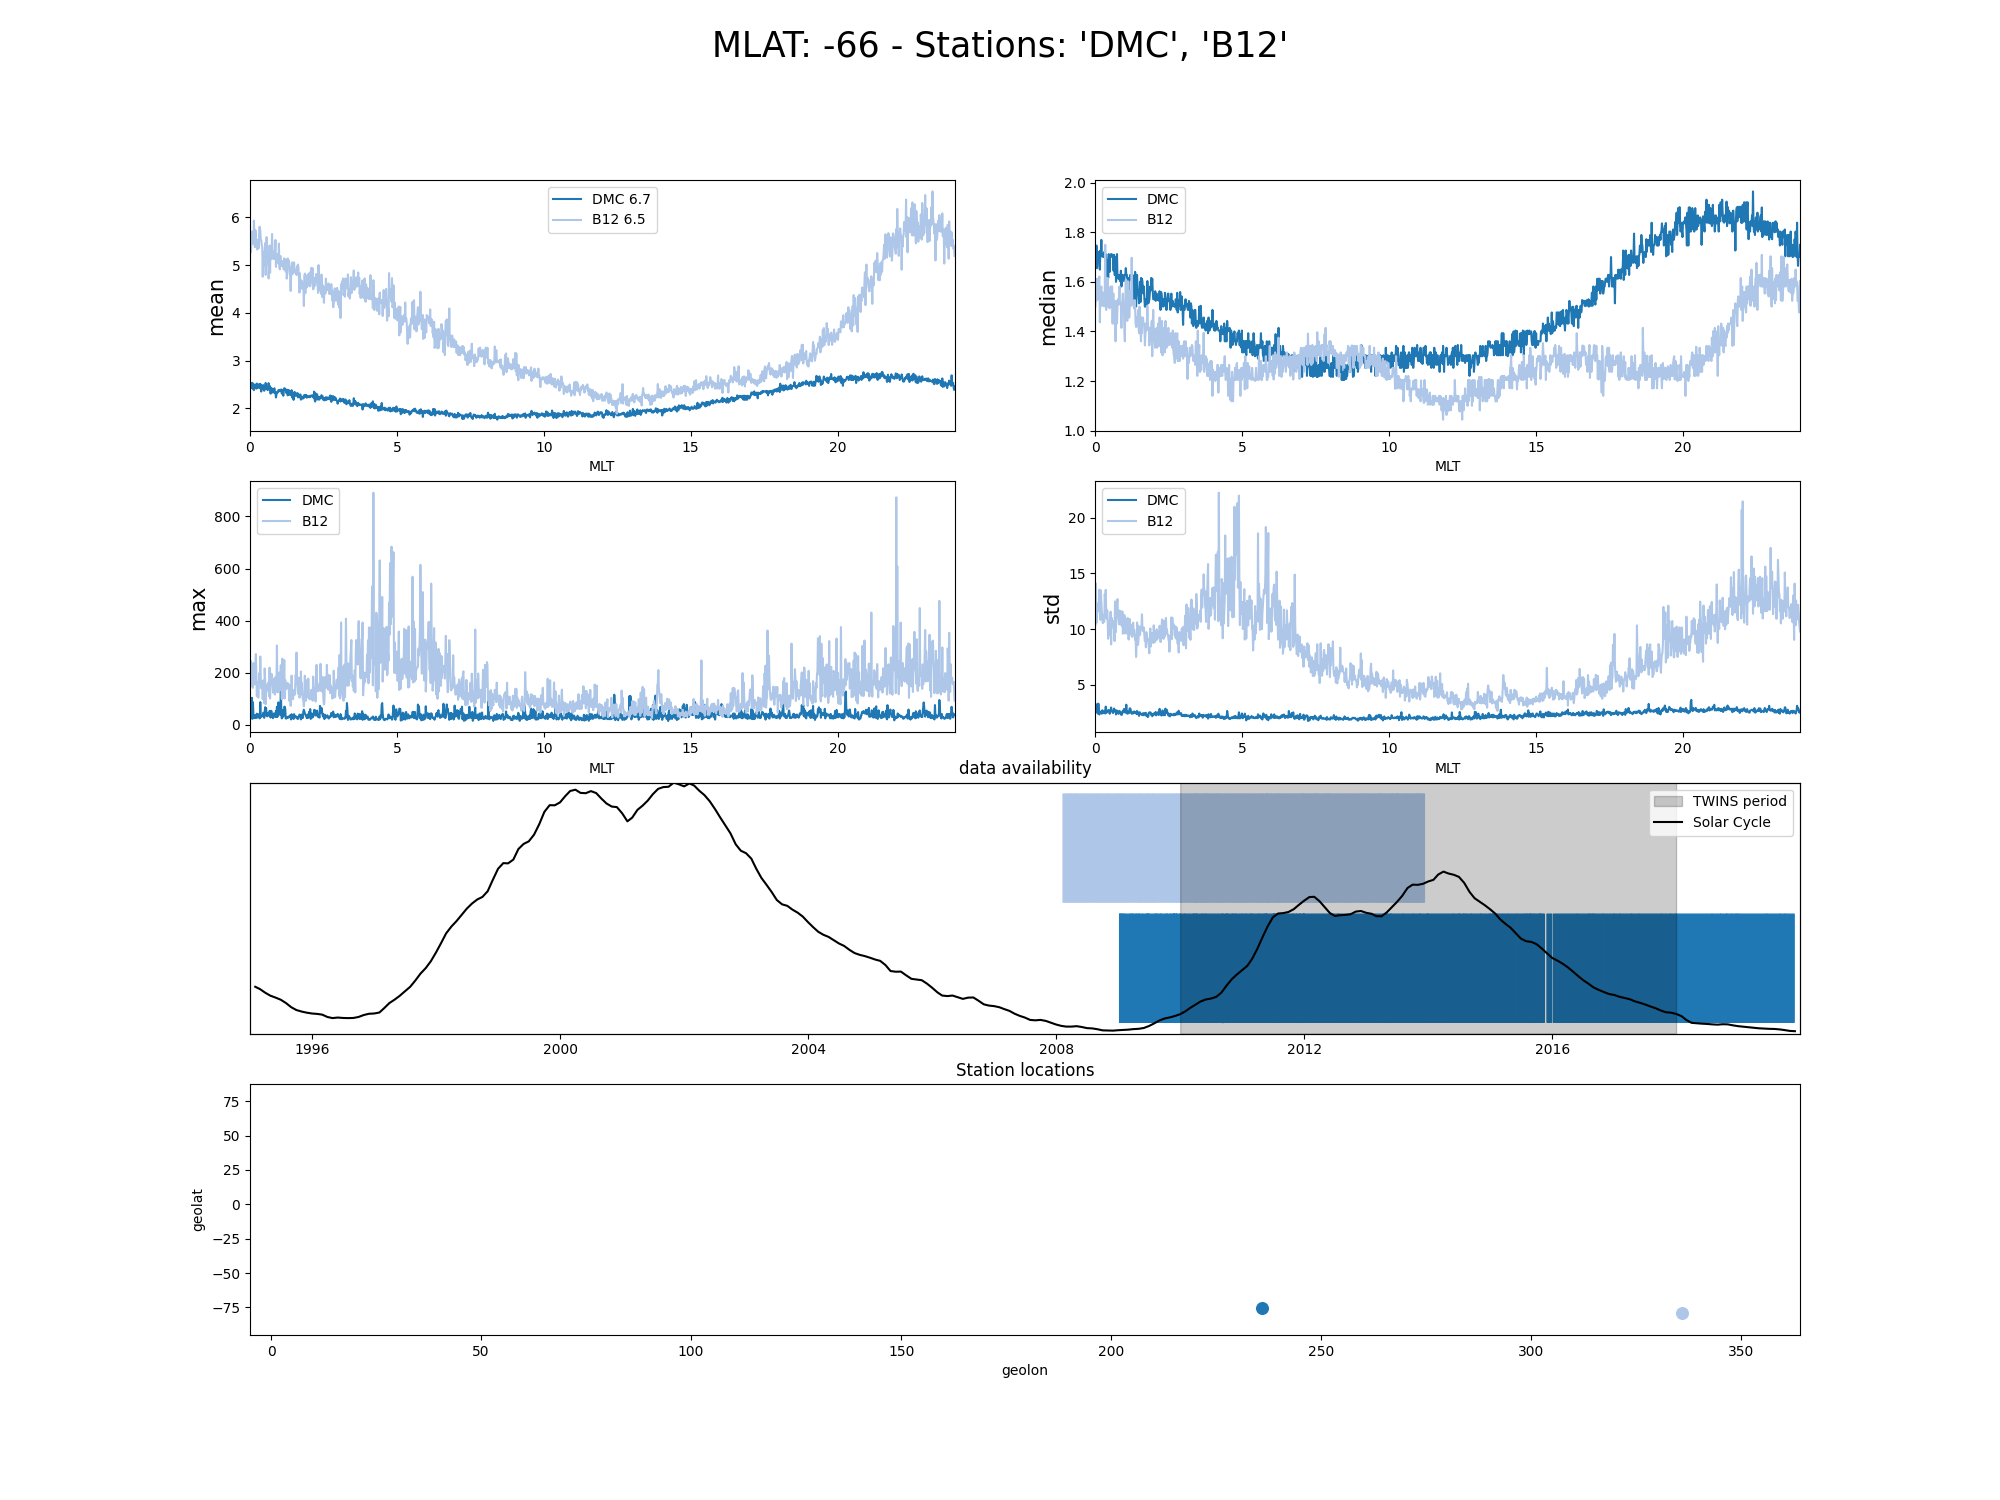 MLAT: -66 - Stations: 'DMC', 'B12'
mean
6
5
4
3
2
DMC 6.7
B12 6.5
0 5 10 15 20
MLT
median
2.0
1.8
1.6
1.4
1.2
1.0
DMC
B12
0 5 10 15 20
MLT
max
800
600
400
200
0
DMC
B12
0 5 10 15 20
MLT
std
20
15
10
5
DMC
B12
0 5 10 15 20
MLT
data availability
TWINS period
Solar Cycle
1996 2000 2004 2008 2012 2016
Station locations
geolat
75
50
25
0
−25
−50
−75
0 50 100 150 200 250 300 350
geolon